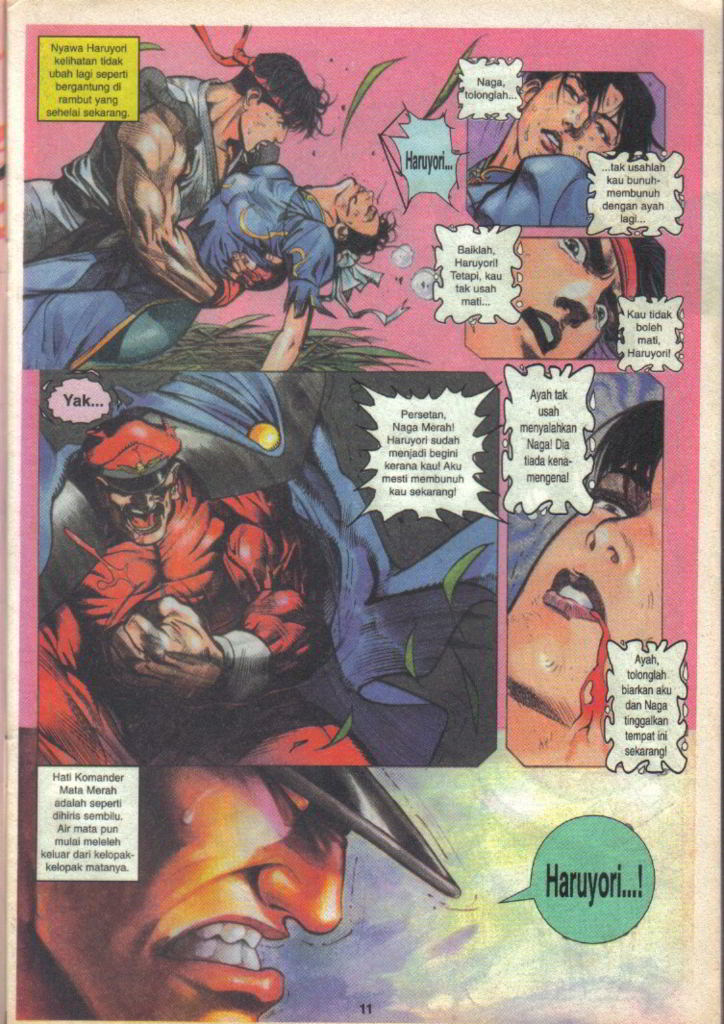 Nyawa Haruyori
kelihatan tidak
ubah lagi seperti
bergantung di
rambut yang
sehelai sekarang.
Haruyori...
Naga,
tolonglah...
...tak usahlah
kau bunuh-
membunuh
dengan ayah
lagi...
Baiklah,
Haruyori!
Tetapi, kau
tak usah
mati...
Kau tidak
boleh
mati,
Haruyori!
Yak...
Persetan,
Naga Merah!
Haruyori sudah
menjadi begini
kerana kau! Aku
mesti membunuh
kau sekarang!
Ayah tak
usah
menyalahkan
Naga! Dia
tiada kena-
mengena!
Ayah,
tolonglah
biarkan aku
dan Naga
tinggalkan
tempat ini
sekarang!
Hati Komander
Mata Merah
adalah seperti
dihiris sembilu.
Air mata pun
mulai meleleh
keluar dari kelopak-
kelopak matanya.
Haruyori...!
11